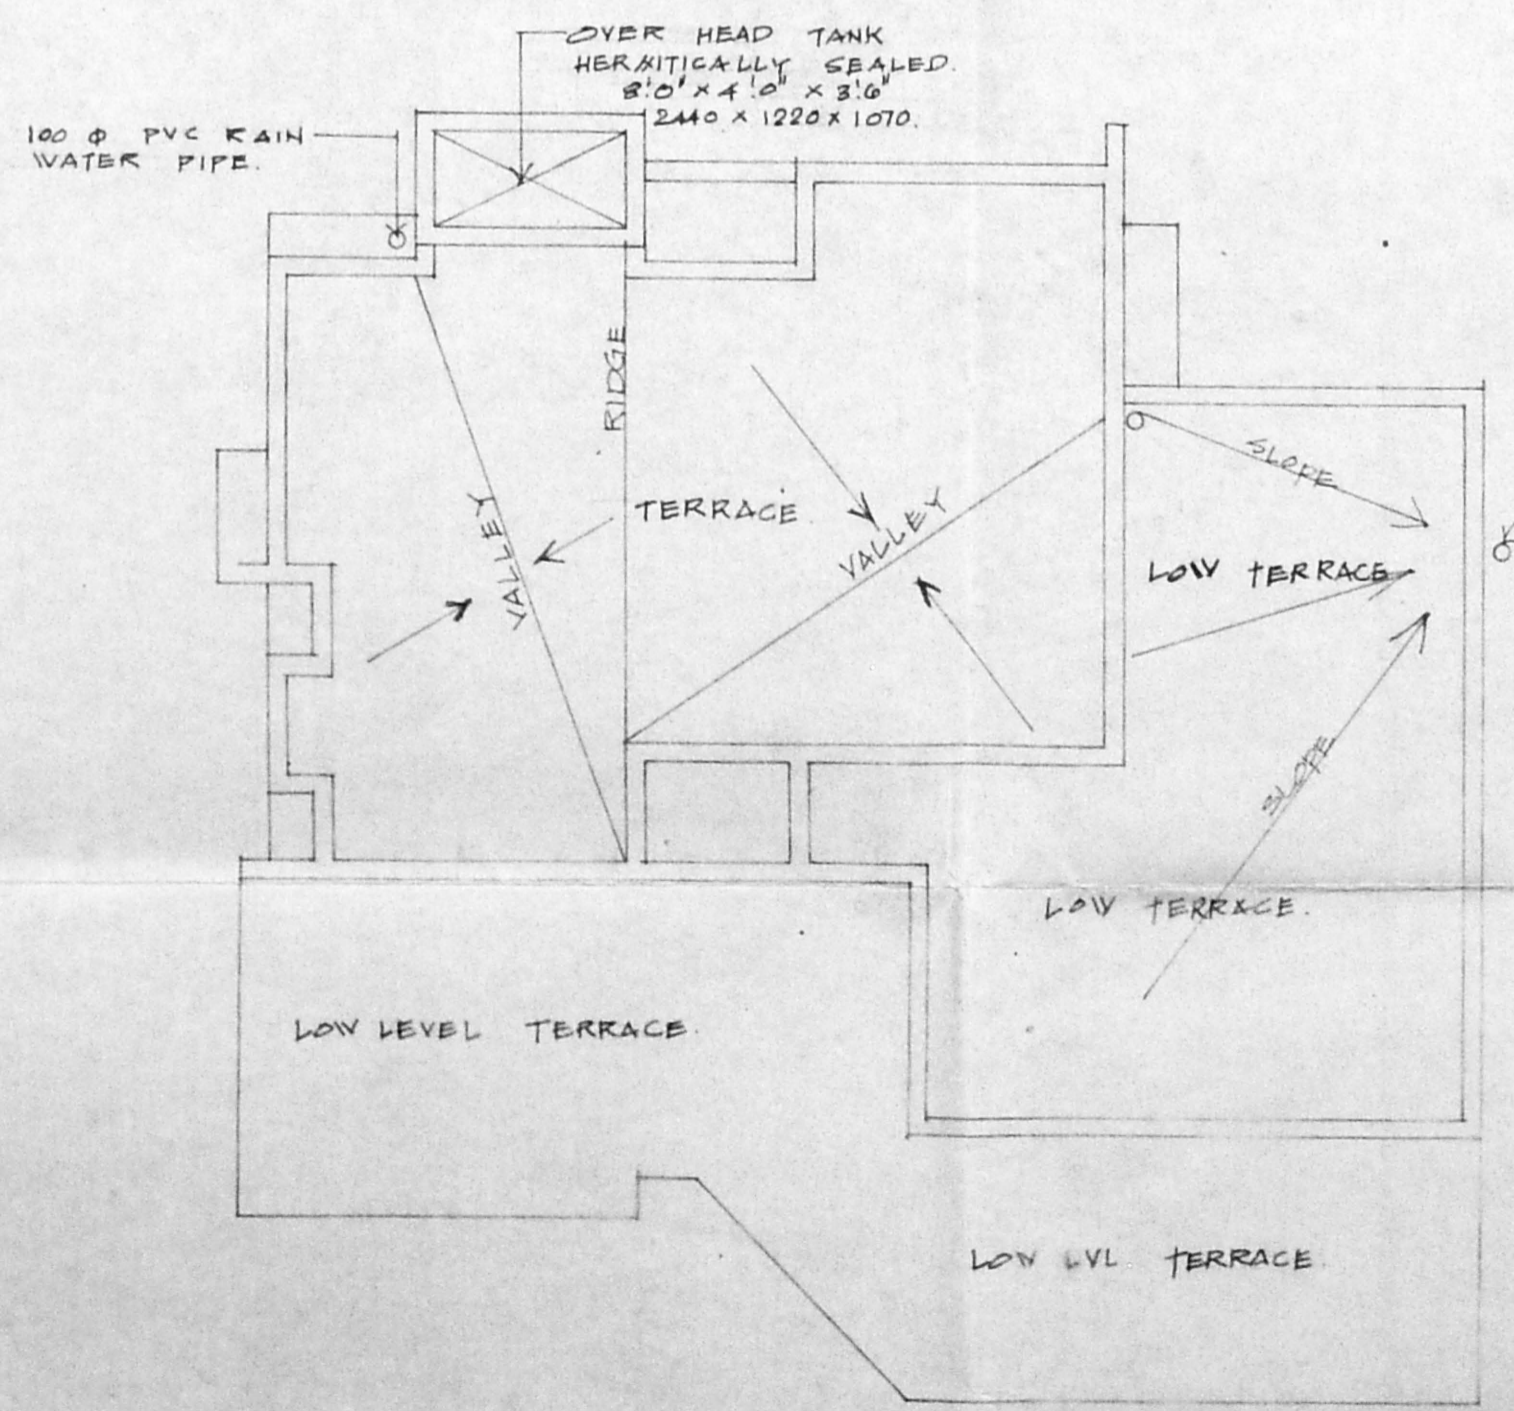 OVER HEAD TANK
HERMITICALLY SEALED.
8'0" × 4'0" × 3'6"
2440 × 1220 × 1070.
100 Φ PVC RAIN
WATER PIPE.
RIDGE
VALLEY
TERRACE.
VALLEY
SLOPE
LOW TERRACE
SLOPE
LOW TERRACE.
LOW LEVEL TERRACE.
LOW LVL TERRACE.